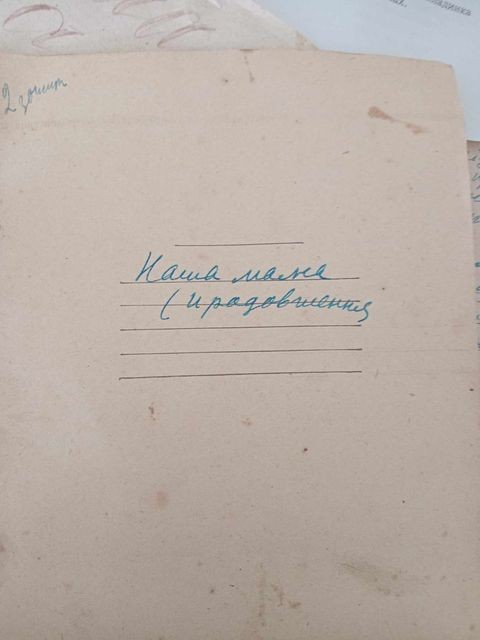 2 зошит
Наша мама
(продовження